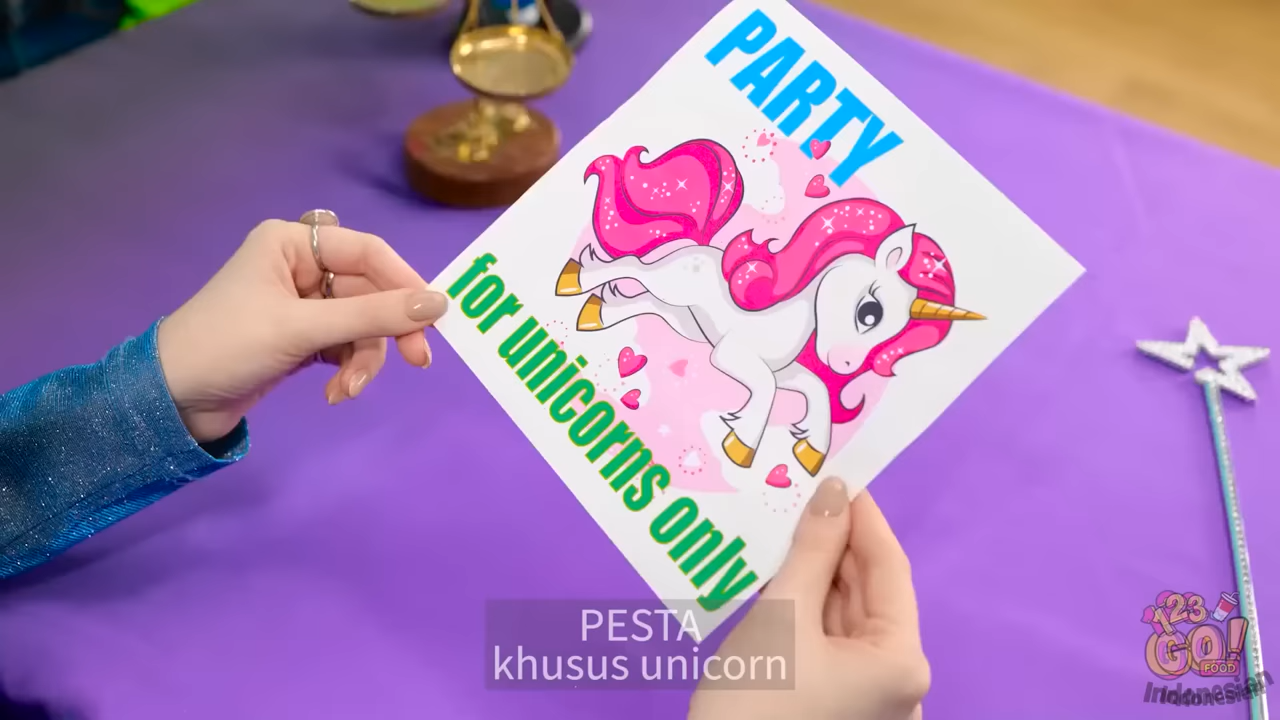 PARTY
for unicorns only
PESTA
khusus unicorn
123
GO!
FOOD
Indonesian